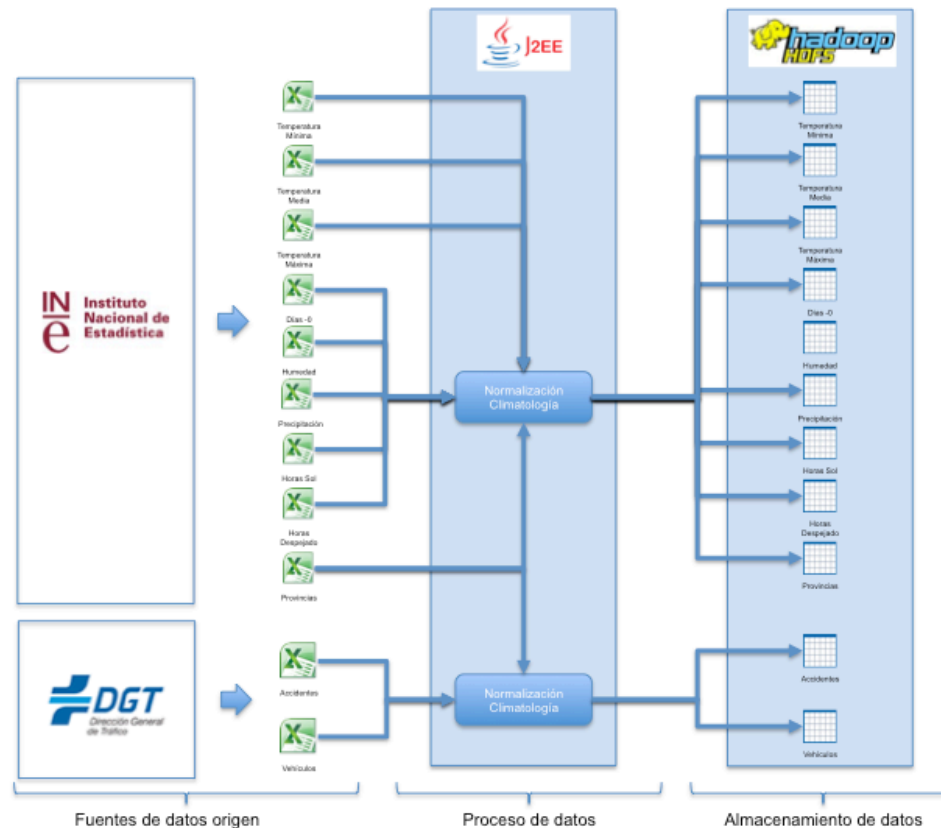 J2EE
hadoop
HDFS
Temperatura
Mínima
Temperatura
Media
Temperatura
Máxima
Días -0
Humedad
Precipitación
Horas Sol
Horas
Despejado
Provincias
INe
Instituto
Nacional de
Estadística
Normalización
Climatología
Temperatura
Mínima
Temperatura
Media
Temperatura
Máxima
Días -0
Humedad
Precipitación
Horas Sol
Horas
Despejado
Provincias
DGT
Dirección General
de Tráfico
Accidentes
Vehículos
Normalización
Climatología
Accidentes
Vehículos
Fuentes de datos origen
Proceso de datos
Almacenamiento de datos